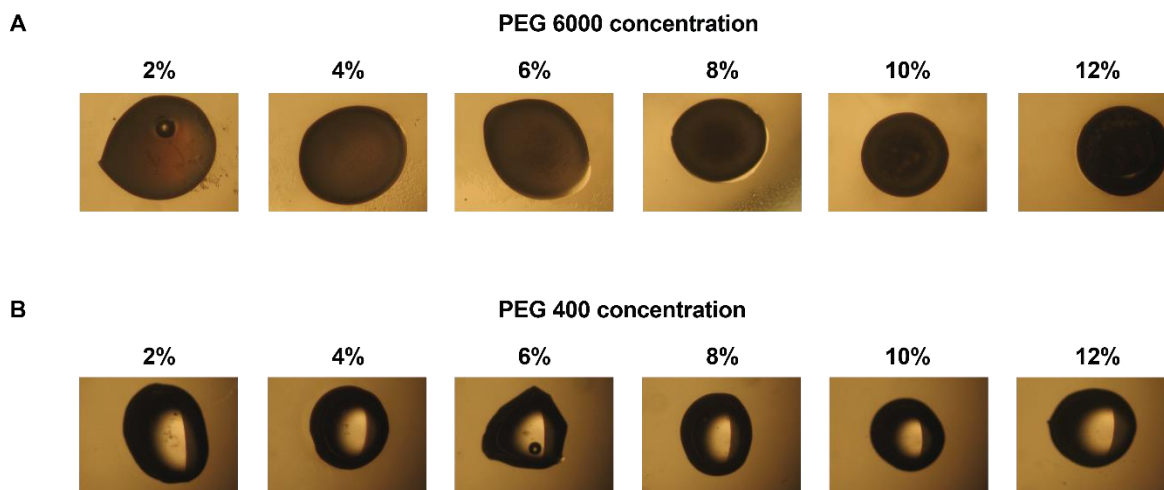 A
PEG 6000 concentration
2% 4% 6% 8% 10% 12%
B
PEG 400 concentration
2% 4% 6% 8% 10% 12%